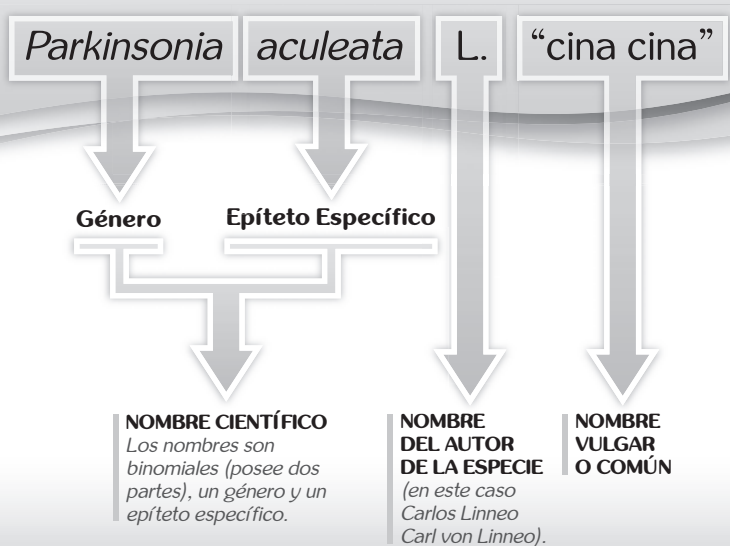 Parkinsonia aculeata L. “cina cina”
Género
Epíteto Específico
NOMBRE CIENTÍFICO
Los nombres son
binomiales (posee dos
partes), un género y un
epíteto específico.
NOMBRE
DEL AUTOR
DE LA ESPECIE
(en este caso
Carlos Linneo
Carl von Linneo).
NOMBRE
VULGAR
O COMÚN